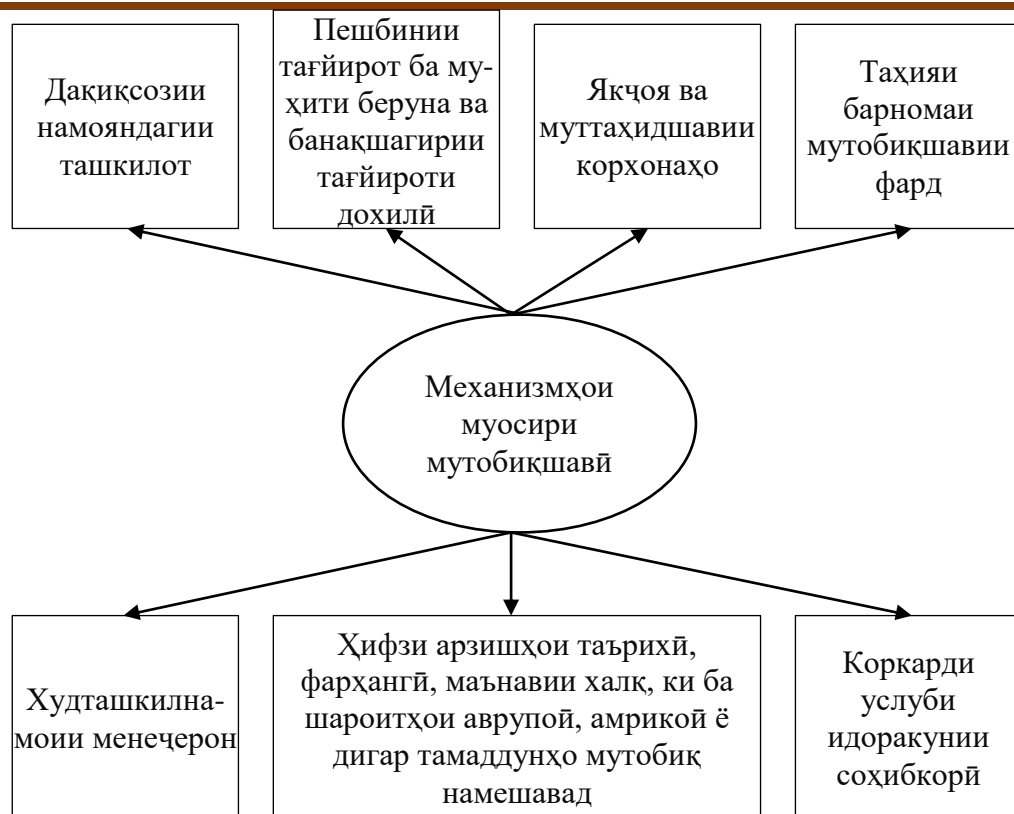 Дақиқсозии
намояндагии
ташкилот
Пешбинии
тағйирот ба му-
ҳити беруна ва
банақшагирии
тағйироти
дохилӣ
Якҷоя ва
муттаҳидшавии
корхонаҳо
Таҳияи
барномаи
мутобиқшавии
фард
Механизмҳои
муосири
мутобиқшавӣ
Худташкилна-
моии менеҷерон
Ҳифзи арзишҳои таърихӣ,
фарҳангӣ, маънавии халқ, ки ба
шароитҳои аврупоӣ, амрикоӣ ё
дигар тамаддунҳо мутобиқ
намешавад
Коркарди
услуби
идоракунии
соҳибкорӣ